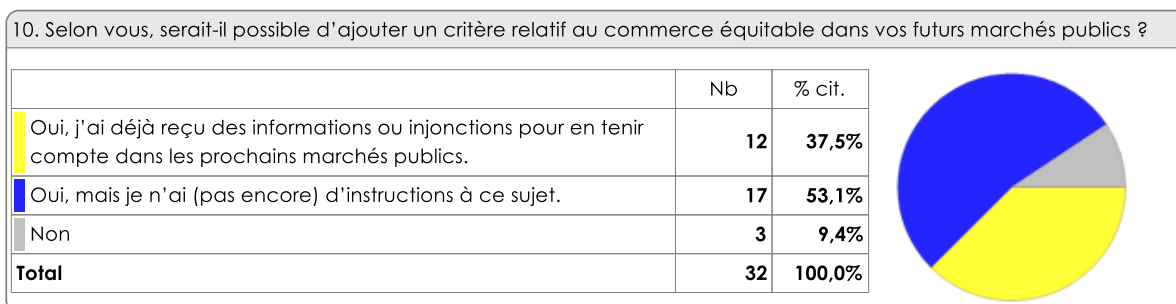 10. Selon vous, serait-il possible d’ajouter un critère relatif au commerce équitable dans vos futurs marchés publics ?
Nb % cit.
Oui, j’ai déjà reçu des informations ou injonctions pour en tenir
compte dans les prochains marchés publics. 12 37,5%
Oui, mais je n’ai (pas encore) d’instructions à ce sujet. 17 53,1%
Non 3 9,4%
Total 32 100,0%